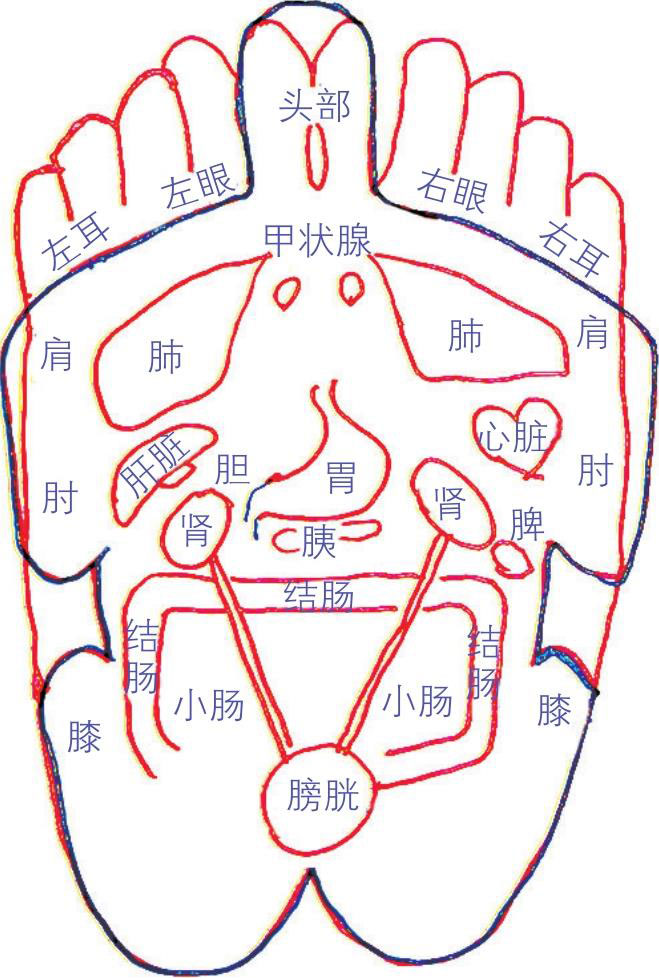 头部
左眼
右眼
左耳
右耳
甲状腺
肩
肺
肺
肩
肝脏
胆
胃
心脏
肘
肘
肾
肾
脾
胰
结肠
结肠
结肠
小肠
小肠
膝
膝
膀胱